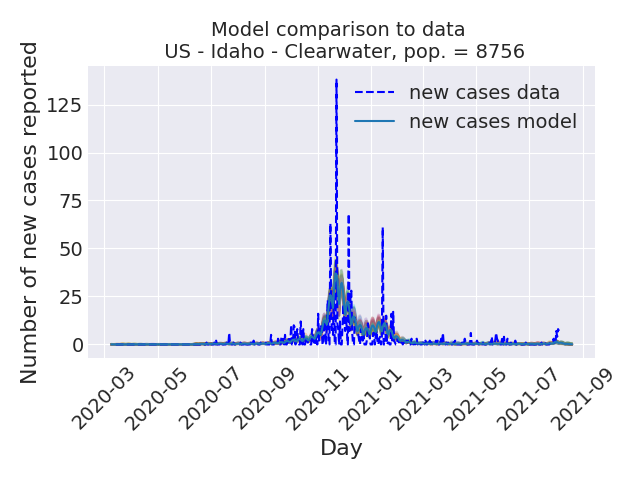 Model comparison to data
US - Idaho - Clearwater, pop. = 8756
Number of new cases reported
125
100
75
50
25
0
new cases data
new cases model
2020-03
2020-05
2020-07
2020-09
2020-11
2021-01
2021-03
2021-05
2021-07
2021-09
Day